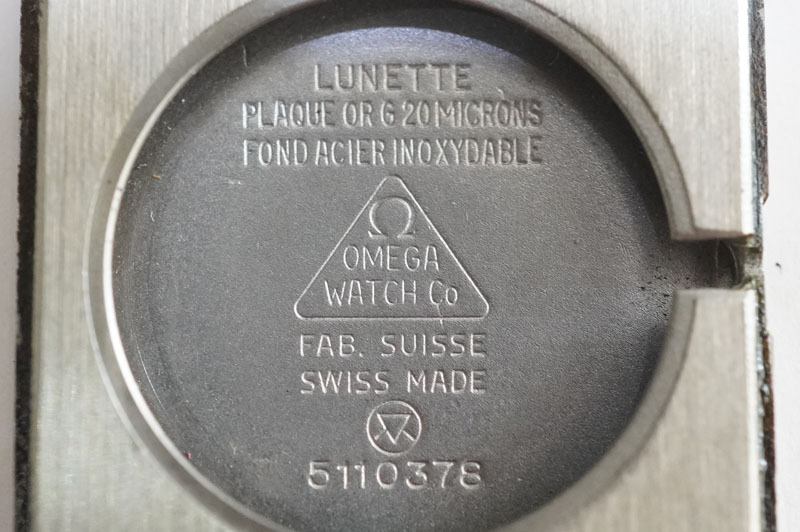 LUNETTE
PLAQUE OR G 20 MICRONS
FOND ACIER INOXYDABLE
Ω
OMEGA
WATCH Co
FAB. SUISSE
SWISS MADE
5110378